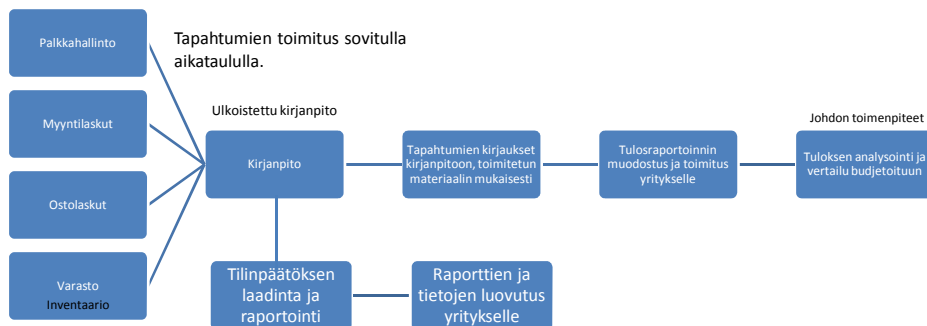 Palkkahallinto
Tapahtumien toimitus sovitulla
aikataululla.
Myyntilaskut
Ulkoistettu kirjanpito
Johdon toimenpiteet
Kirjanpito
Tapahtumien kirjaukset
kirjanpitoon, toimitetun
materiaalin mukaisesti
Tulosraportoinnin
muodostus ja toimitus
yritykselle
Tuloksen analysointi ja
vertailu budjetoituun
Ostolaskut
Varasto
Inventaario
Tilinpäätöksen
laadinta ja
raportointi
Raporttien ja
tietojen luovutus
yritykselle